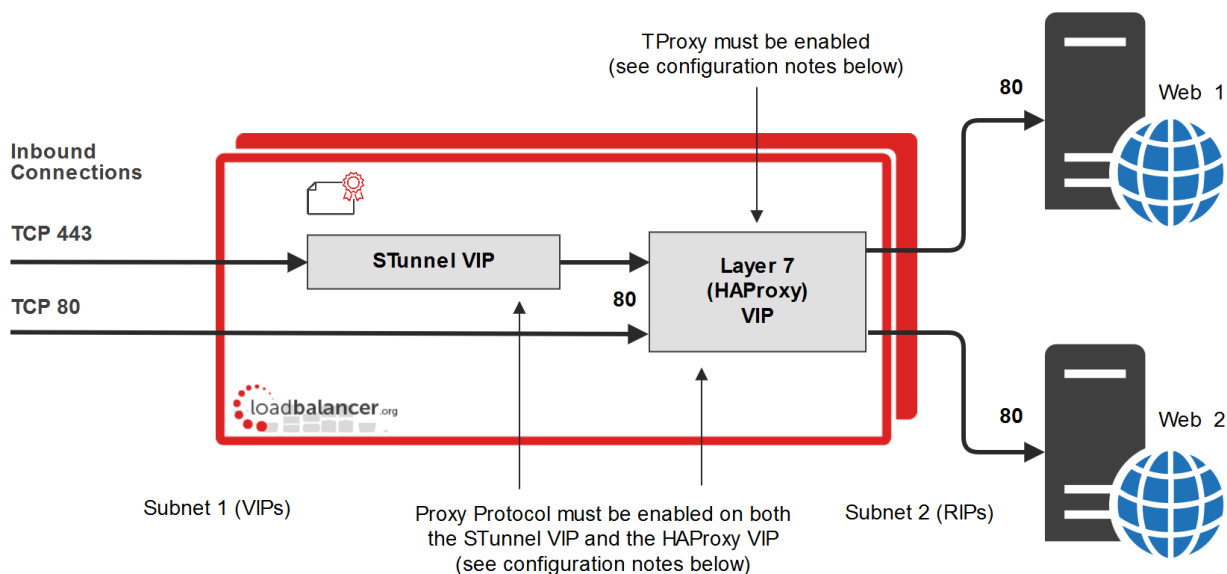 TProxy must be enabled
(see configuration notes below)
80
Web 1
Inbound
Connections
TCP 443
STunnel VIP
Layer 7
(HAProxy)
VIP
TCP 80
80
loadbalancer.org
80
Web 2
Subnet 1 (VIPs)
Proxy Protocol must be enabled on both
the STunnel VIP and the HAProxy VIP
(see configuration notes below)
Subnet 2 (RIPs)